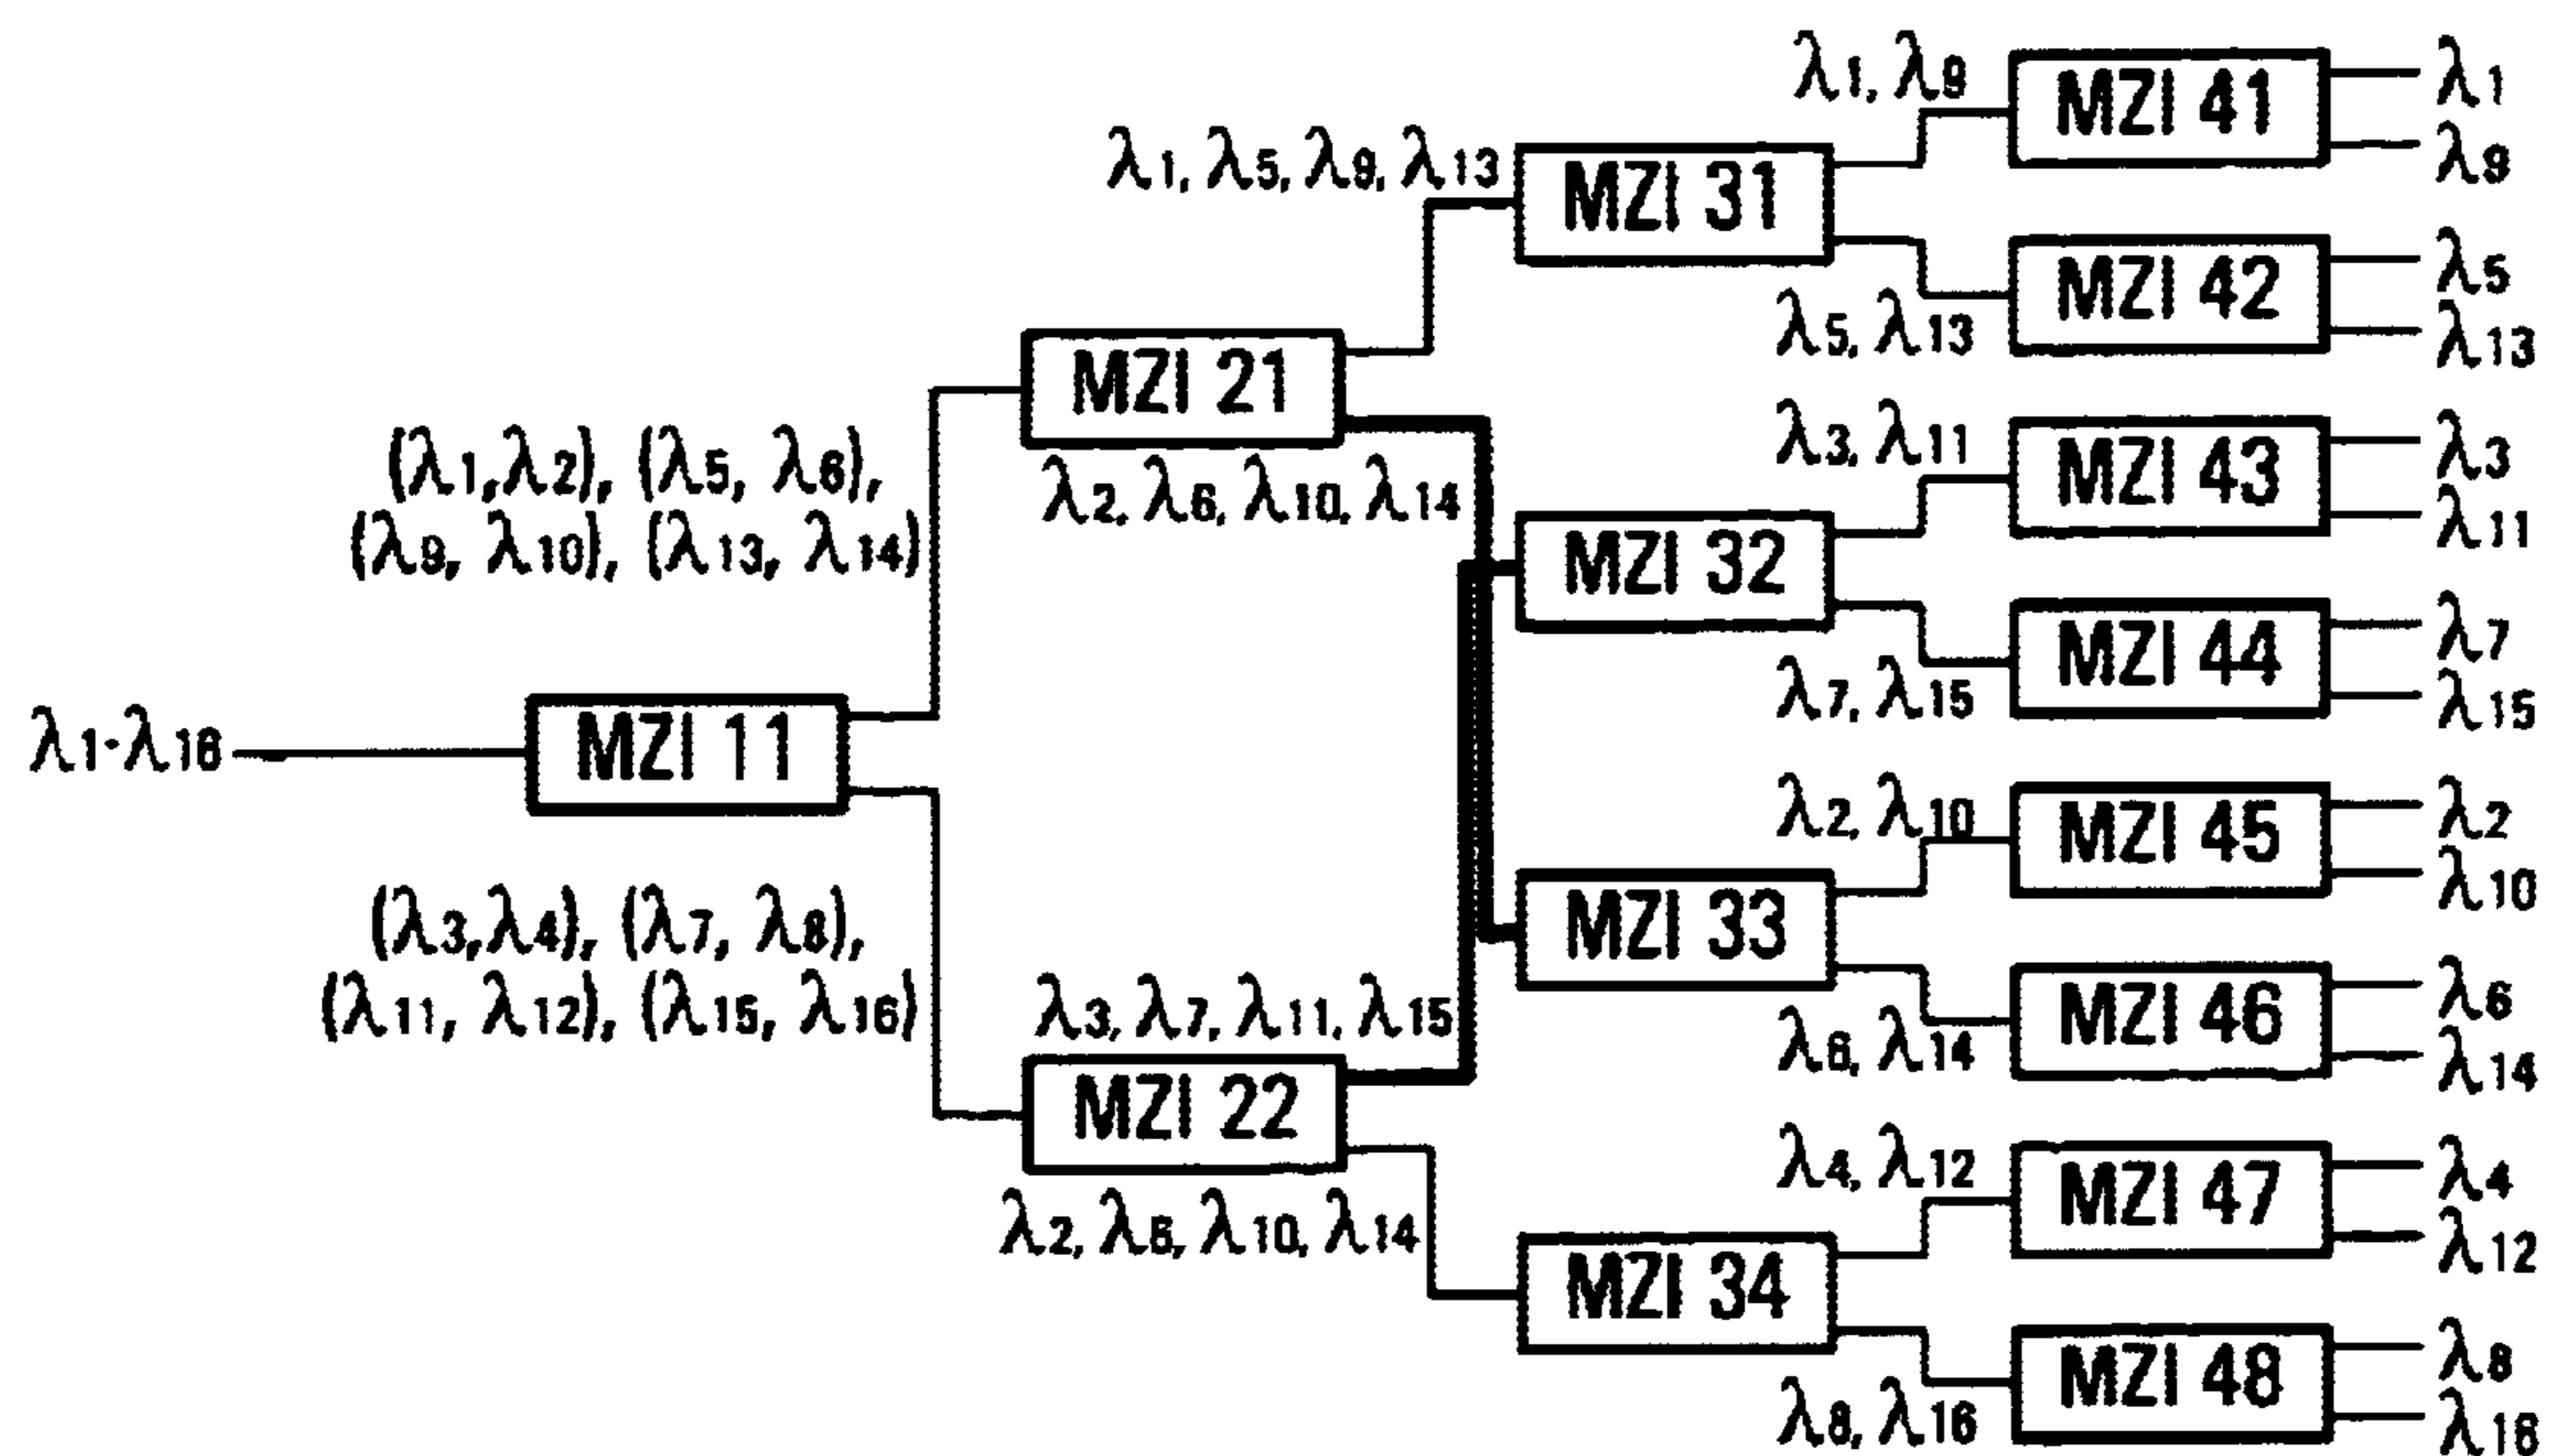 λ1-λ16
MZI 11
(λ1,λ2), (λ5, λ6),
(λ9, λ10), (λ13, λ14)
(λ3,λ4), (λ7, λ8),
(λ11, λ12), (λ15, λ16)
MZI 21
λ1, λ5, λ9, λ13
λ2, λ6, λ10, λ14
MZI 22
λ3, λ7, λ11, λ15
λ2, λ6, λ10, λ14
MZI 31
λ1, λ9
λ5, λ13
MZI 32
λ3, λ11
λ7, λ15
MZI 33
λ2, λ10
λ6, λ14
MZI 34
λ4, λ12
λ8, λ16
MZI 41
λ1
λ9
MZI 42
λ5
λ13
MZI 43
λ3
λ11
MZI 44
λ7
λ15
MZI 45
λ2
λ10
MZI 46
λ6
λ14
MZI 47
λ4
λ12
MZI 48
λ8
λ16